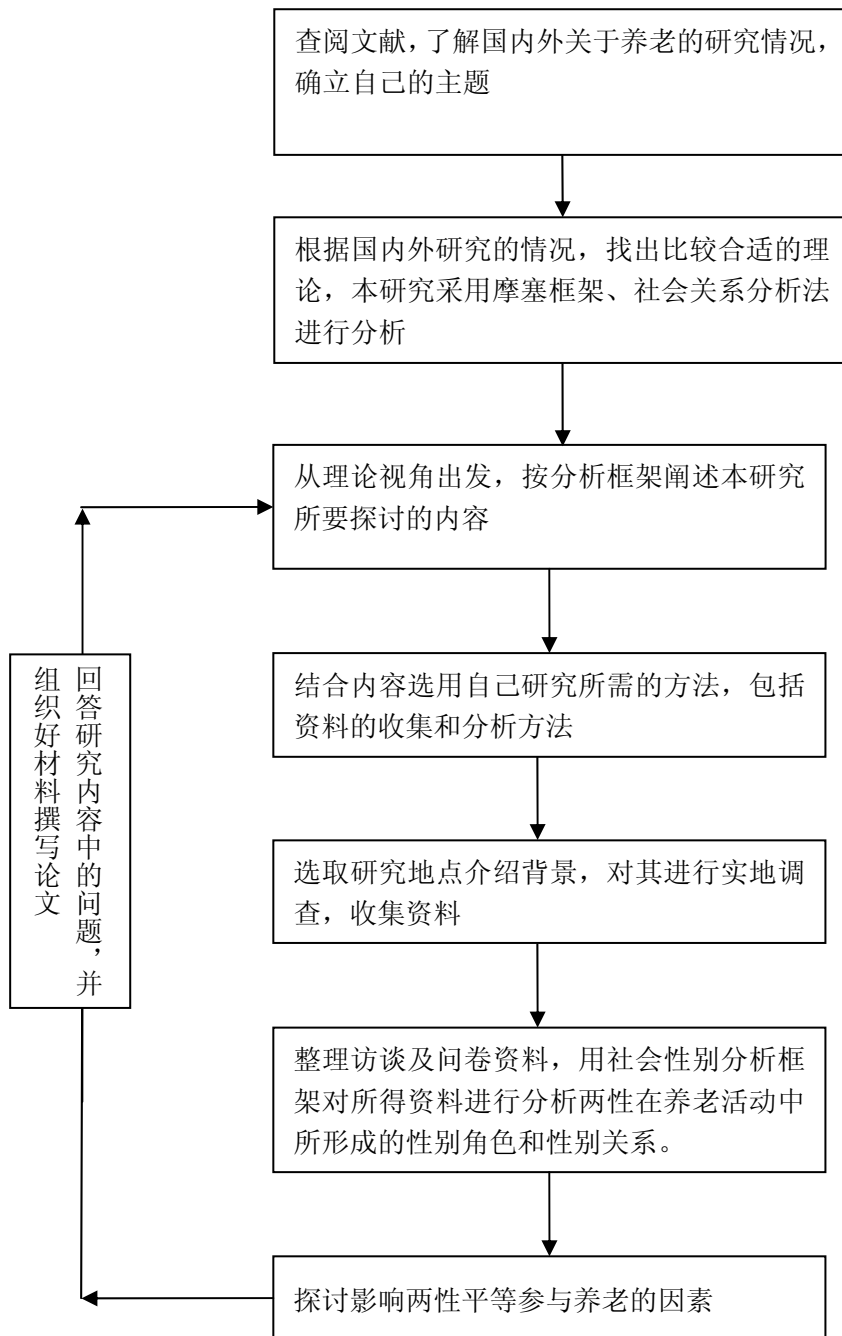 查阅文献，了解国内外关于养老的研究情况，
确立自己的主题
根据国内外研究的情况，找出比较合适的理
论，本研究采用摩塞框架、社会关系分析法
进行分析
从理论视角出发，按分析框架阐述本研究
所要探讨的内容
结合内容选用自己研究所需的方法，包括
资料的收集和分析方法
选取研究地点介绍背景，对其进行实地调
查，收集资料
整理访谈及问卷资料，用社会性别分析框
架对所得资料进行分析两性在养老活动中
所形成的性别角色和性别关系。
探讨影响两性平等参与养老的因素
回答研究内容中的问题，并
组织好材料撰写论文